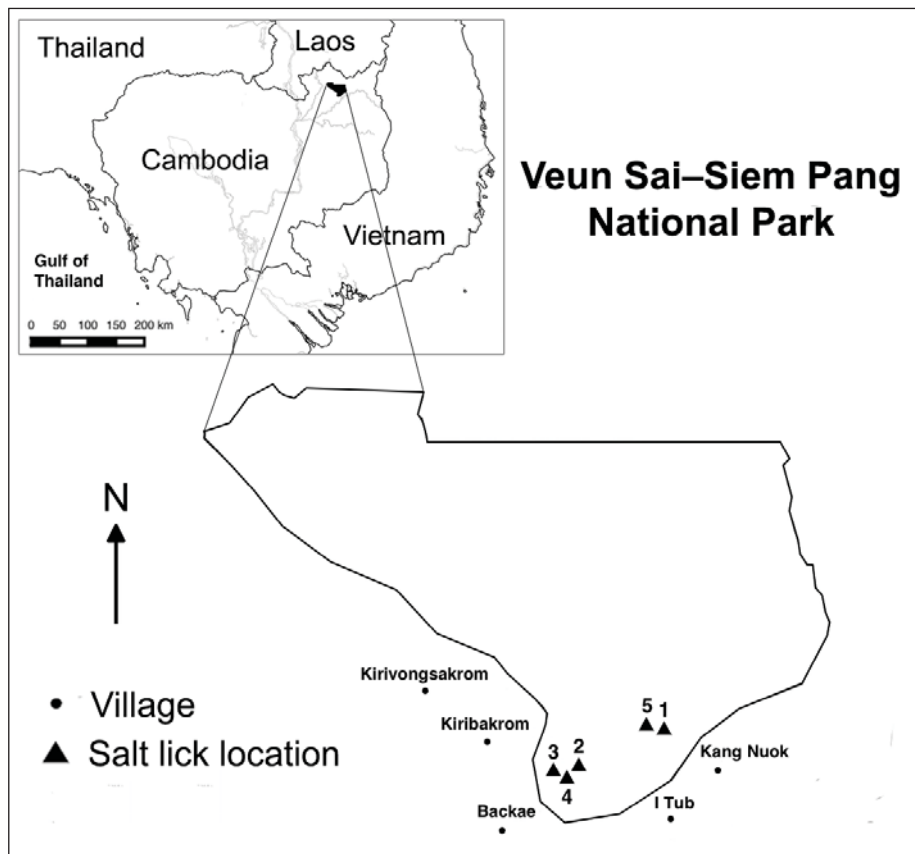 Thailand
Laos
Cambodia
Vietnam
Gulf of
Thailand
0 50 100 150 200 km
Veun Sai–Siem Pang
National Park
N
Village
Salt lick location
Kirivongsakrom
Kiribakrom
Backae
5 1
3 2
4
Kang Nuok
I Tub